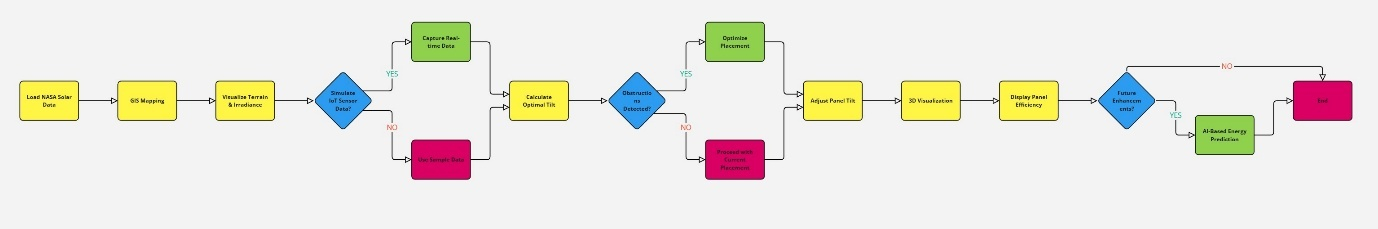 Load NASA Solar
Data
GIS Mapping
Visualize Terrain
& Irradiance
Simulate
IoT Sensor
Data?
YES
Capture Real-
time Data
NO
Use Sample Data
Calculate
Optimal Tilt
Obstructio
ns
Detected?
YES
Optimize
Placement
NO
Proceed with
Current
Placement
Adjust Panel Tilt
3D Visualization
Display Panel
Efficiency
Future
Enhancem
ents?
NO
YES
AI-Based Energy
Prediction
End